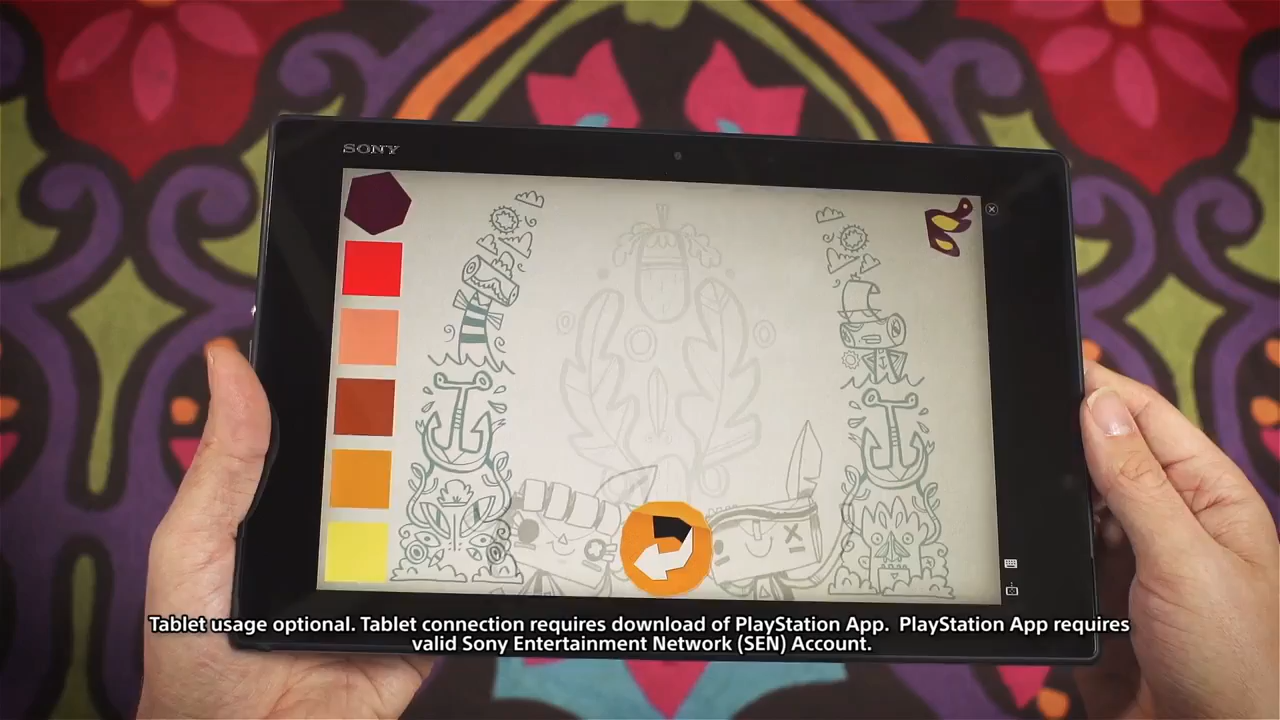 SONY
Tablet usage optional. Tablet connection requires download of PlayStation App.  PlayStation App requires
valid Sony Entertainment Network (SEN) Account.